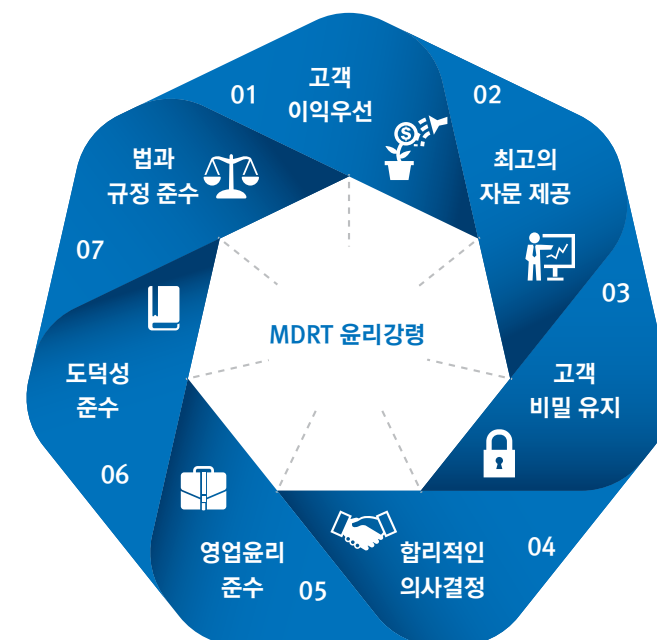 01
고객
이익우선
02
최고의
자문 제공
03
고객
비밀 유지
04
합리적인
의사결정
05
영업윤리
준수
06
도덕성
준수
07
법과
규정 준수
MDRT 윤리강령
$